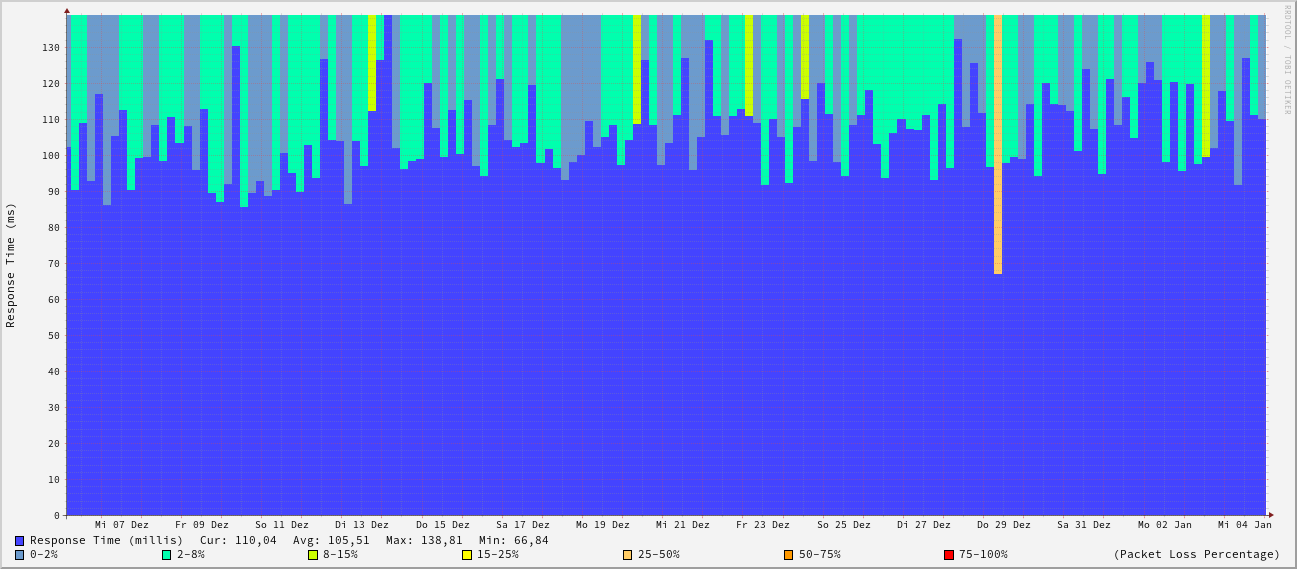 RRDTOOL / TOBI OETIKER
Response Time (ms)
130
120
110
100
90
80
70
60
50
40
30
20
10
0
Mi 07 Dez Fr 09 Dez So 11 Dez Di 13 Dez Do 15 Dez Sa 17 Dez Mo 19 Dez Mi 21 Dez Fr 23 Dez So 25 Dez Di 27 Dez Do 29 Dez Sa 31 Dez Mo 02 Jan Mi 04 Jan
Response Time (millis) Cur: 110,04 Avg: 105,51 Max: 138,81 Min: 66,84
0-2% 2-8% 8-15% 15-25% 25-50% 50-75% 75-100% (Packet Loss Percentage)